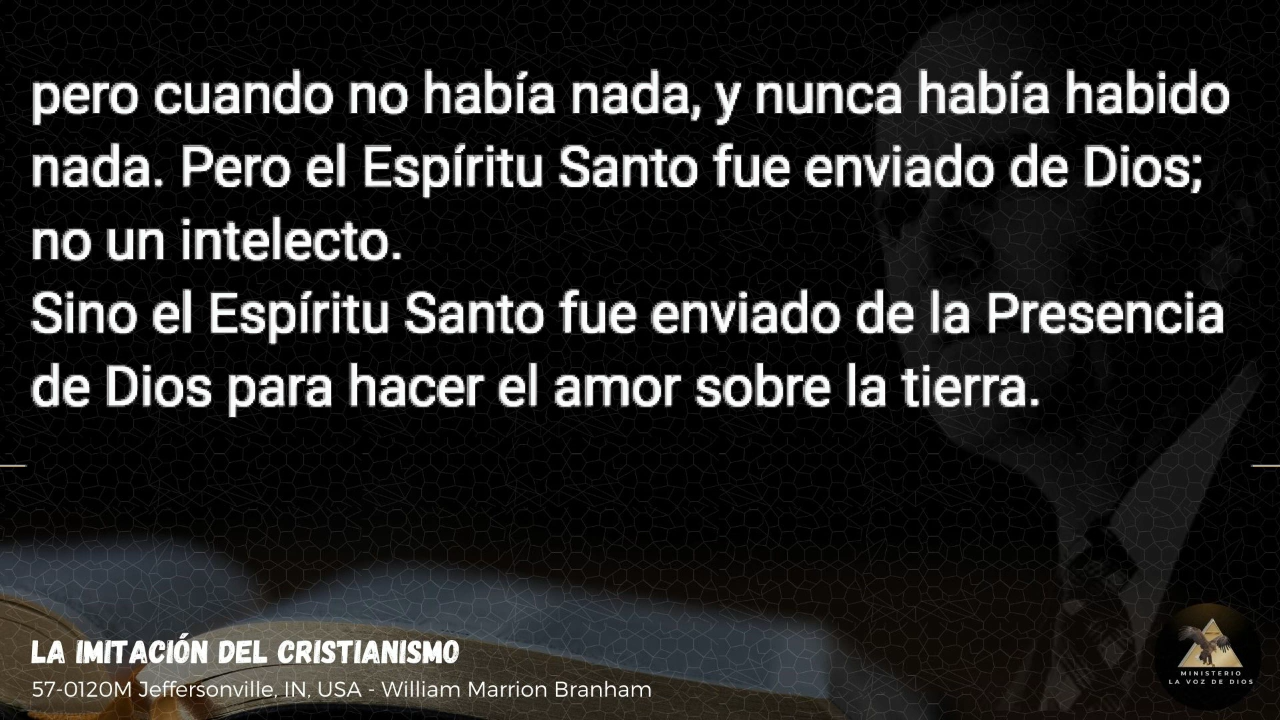 pero cuando no había nada, y nunca había habido
nada. Pero el Espíritu Santo fue enviado de Dios;
no un intelecto.
Sino el Espíritu Santo fue enviado de la Presencia
de Dios para hacer el amor sobre la tierra.
LA IMITACIÓN DEL CRISTIANISMO
57-0120M Jeffersonville, IN, USA - William Marrion Branham
MINISTERIO
LA VOZ DE DIOS